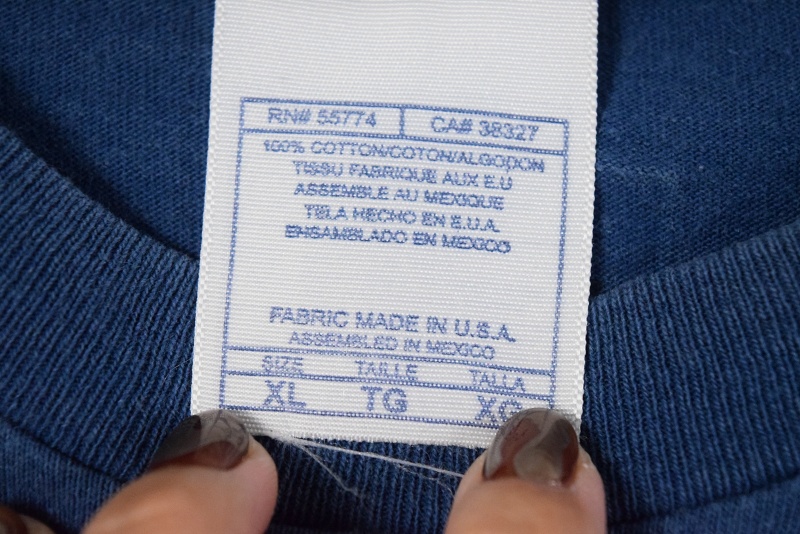 RN# 55774 CA# 38327
100% COTTON/COTON/ALGODON
TISSU FABRIQUE AUX E.U
ASSEMBLE AU MEXIQUE
TELA HECHO EN E.U.A.
ENSAMBLADO EN MEXICO
FABRIC MADE IN U.S.A.
ASSEMBLED IN MEXICO
SIZE TAILLE TALLA
XL TG XG